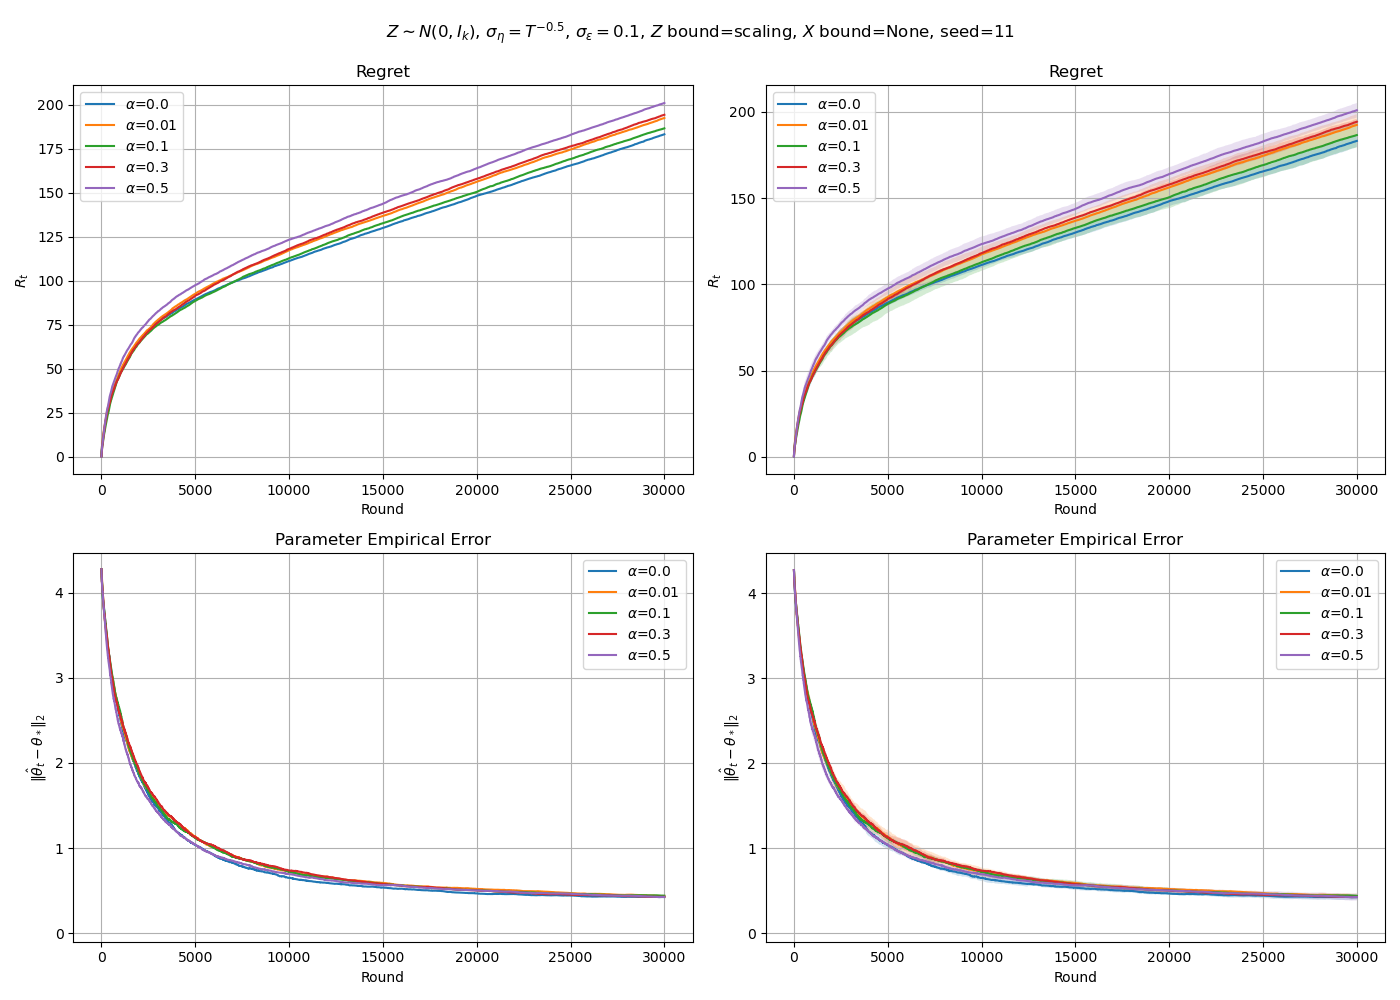 Z ~ N(0, I_k), σ_η = T^{-0.5}, σ_ε = 0.1, Z bound=scaling, X bound=None, seed=11
Regret
R_t
200
175
150
125
100
75
50
25
0
α=0.0
α=0.01
α=0.1
α=0.3
α=0.5
0 5000 10000 15000 20000 25000 30000
Round
Regret
R_t
200
150
100
50
0
α=0.0
α=0.01
α=0.1
α=0.3
α=0.5
0 5000 10000 15000 20000 25000 30000
Round
Parameter Empirical Error
‖θ̂_t − θ_*‖_2
4
3
2
1
0
α=0.0
α=0.01
α=0.1
α=0.3
α=0.5
0 5000 10000 15000 20000 25000 30000
Round
Parameter Empirical Error
‖θ̂_t − θ_*‖_2
4
3
2
1
0
α=0.0
α=0.01
α=0.1
α=0.3
α=0.5
0 5000 10000 15000 20000 25000 30000
Round